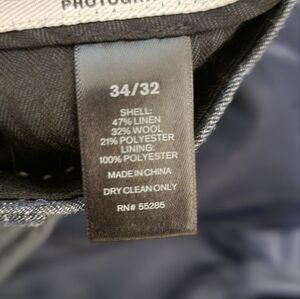 34/32
SHELL:
47% LINEN
32% WOOL
21% POLYESTER
LINING:
100% POLYESTER
MADE IN CHINA
DRY CLEAN ONLY
RN# 55285